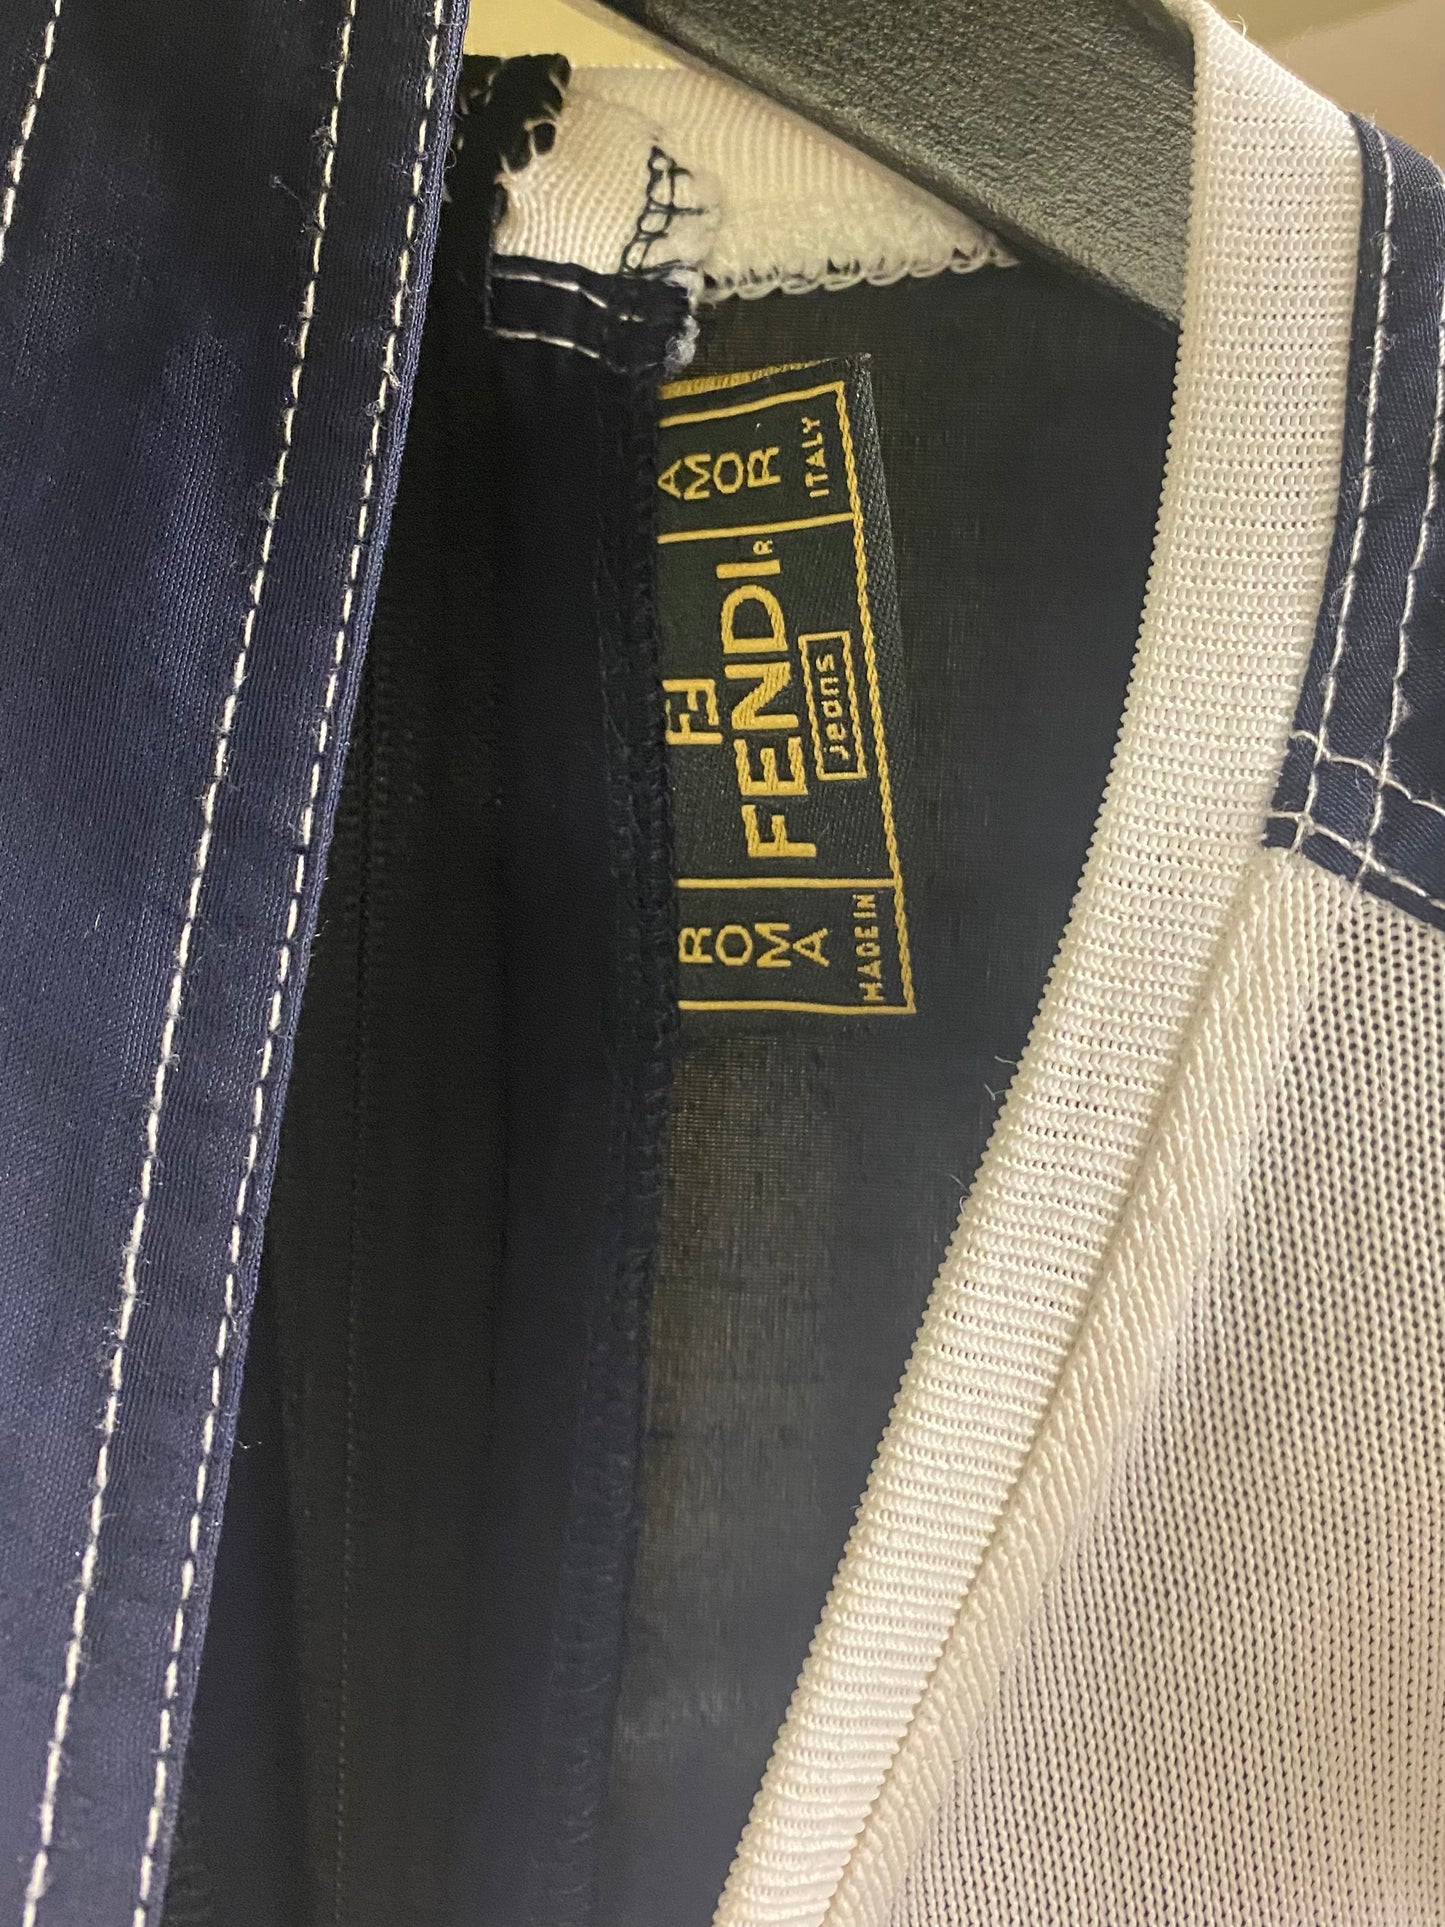 ROMA
FF
FENDI R
jeans
AMOR
MADE IN ITALY